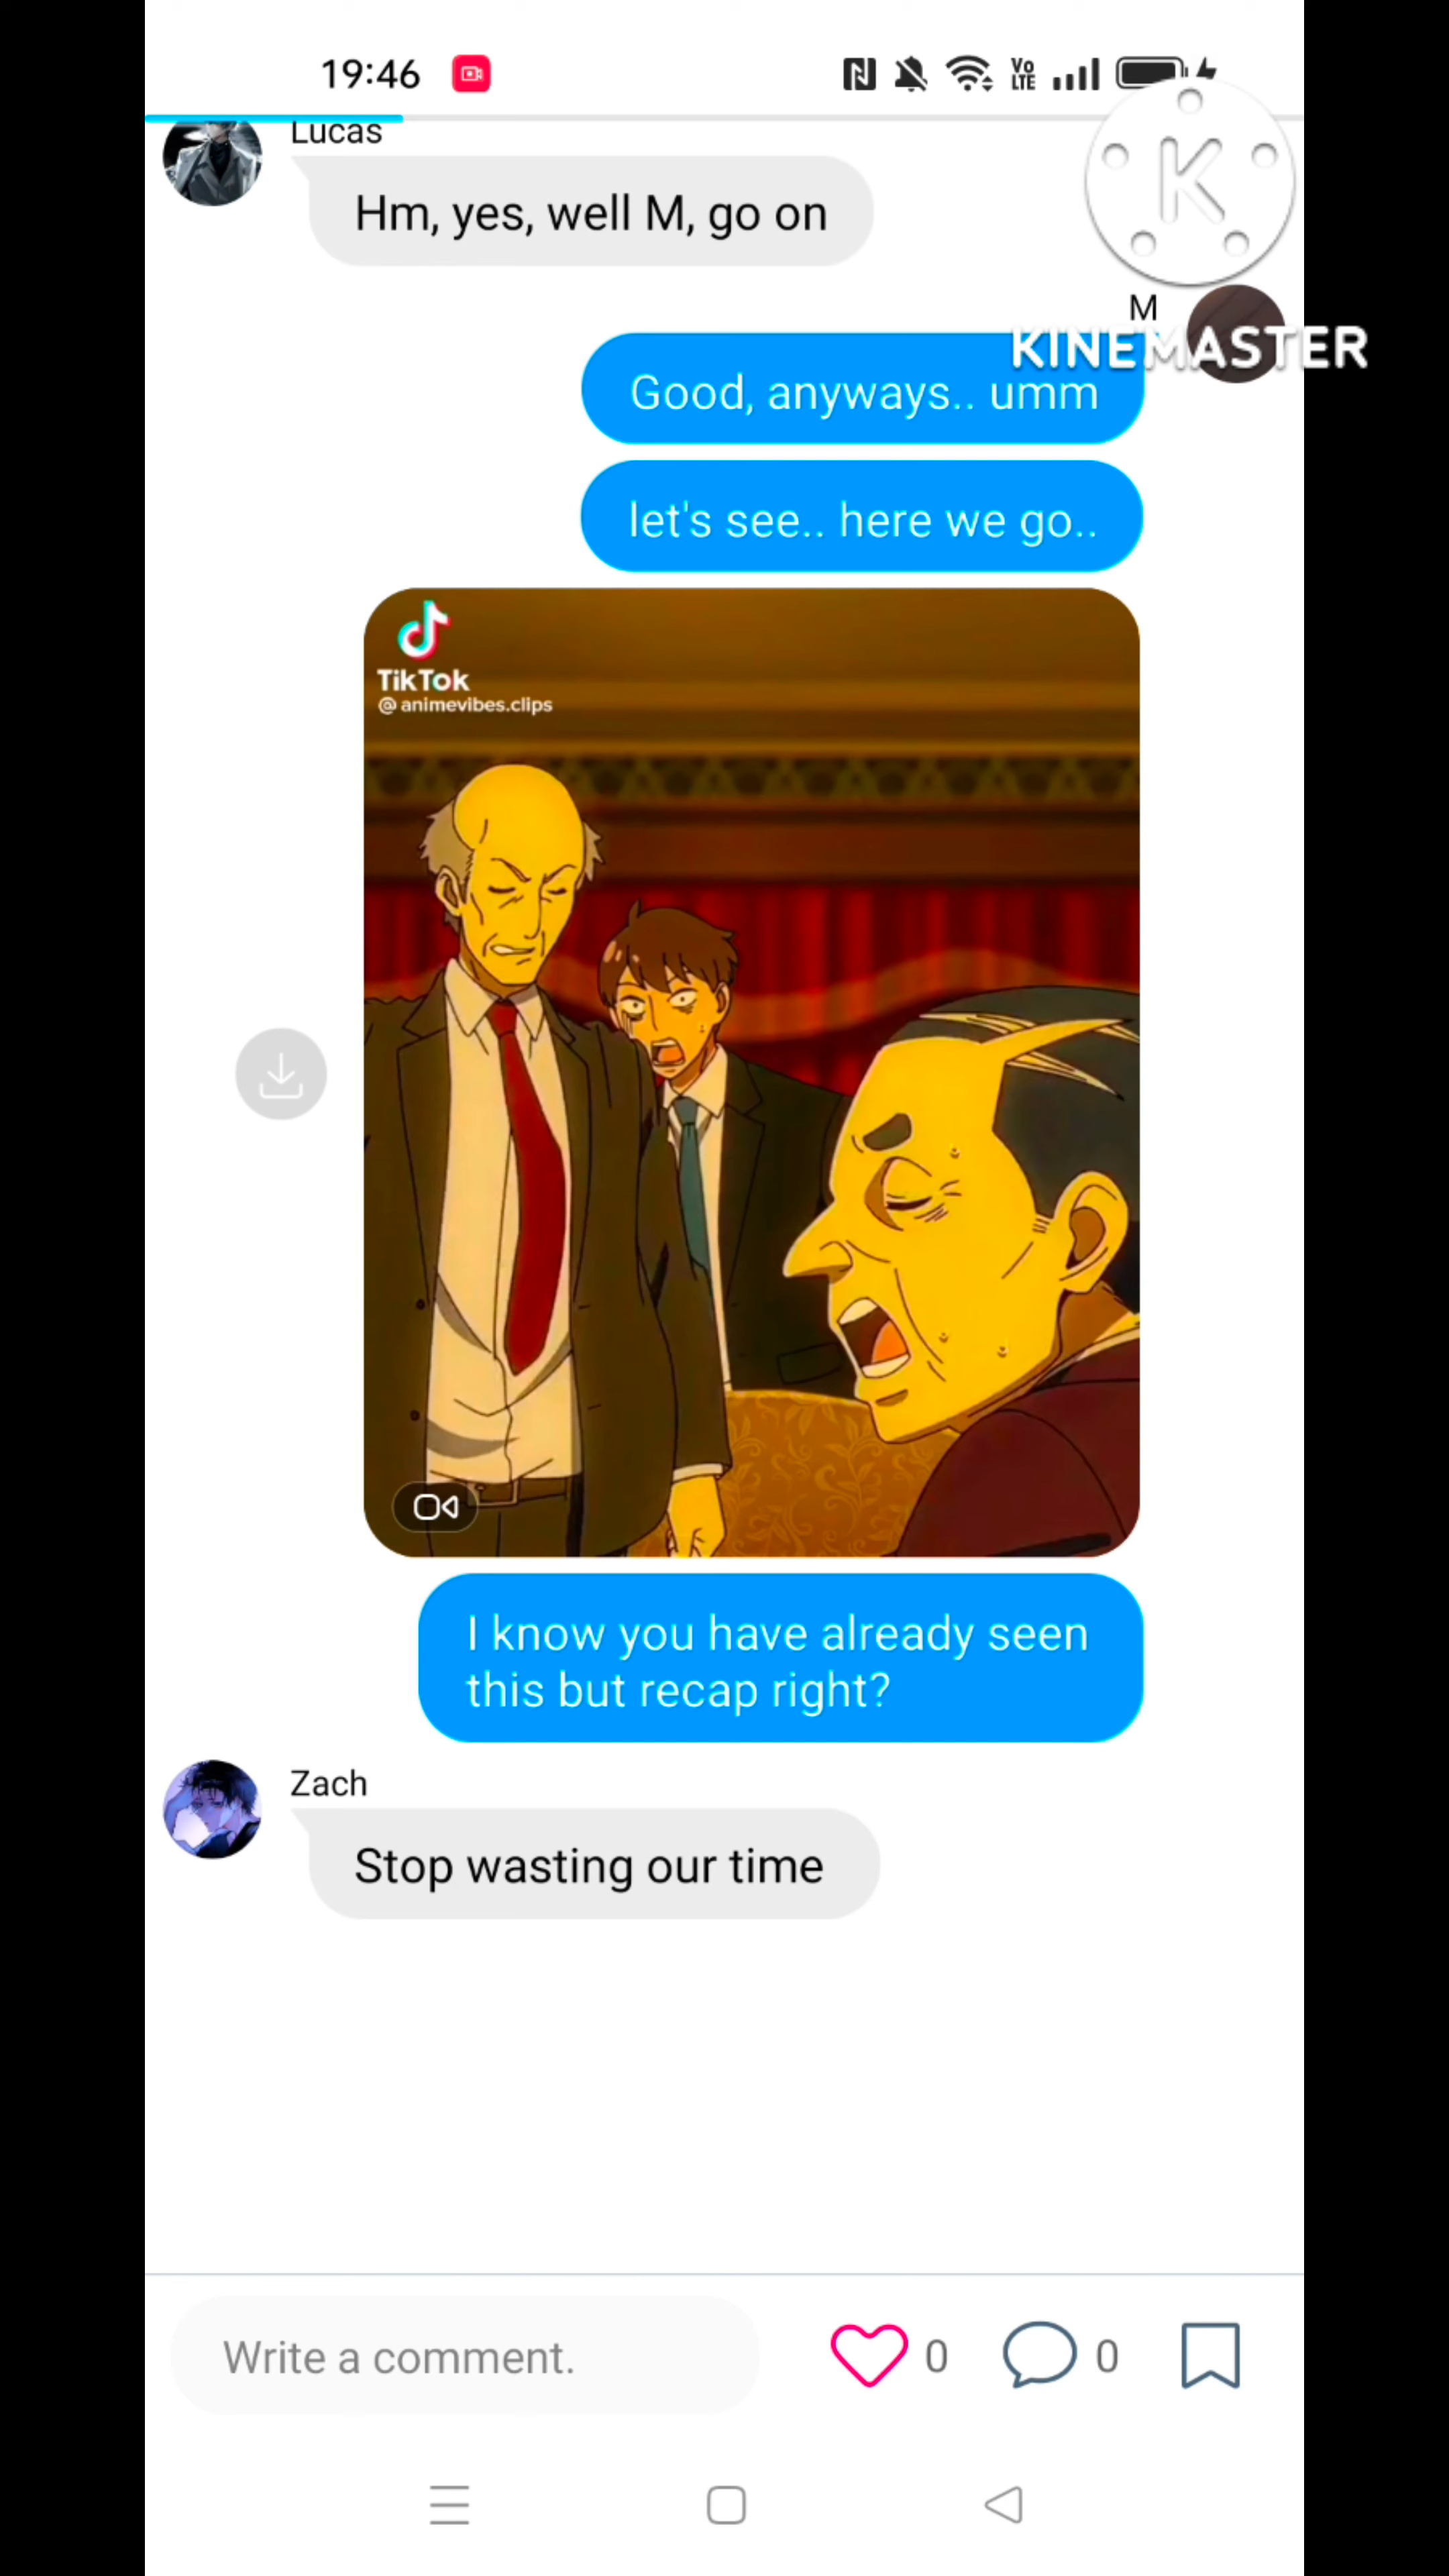 19:46
Vo
LTE
Lucas
Hm, yes, well M, go on
K
M
KINEMASTER
Good, anyways.. umm
let's see.. here we go..
TikTok
@animevibes.clips
I know you have already seen
this but recap right?
Zach
Stop wasting our time
Write a comment.
0
0